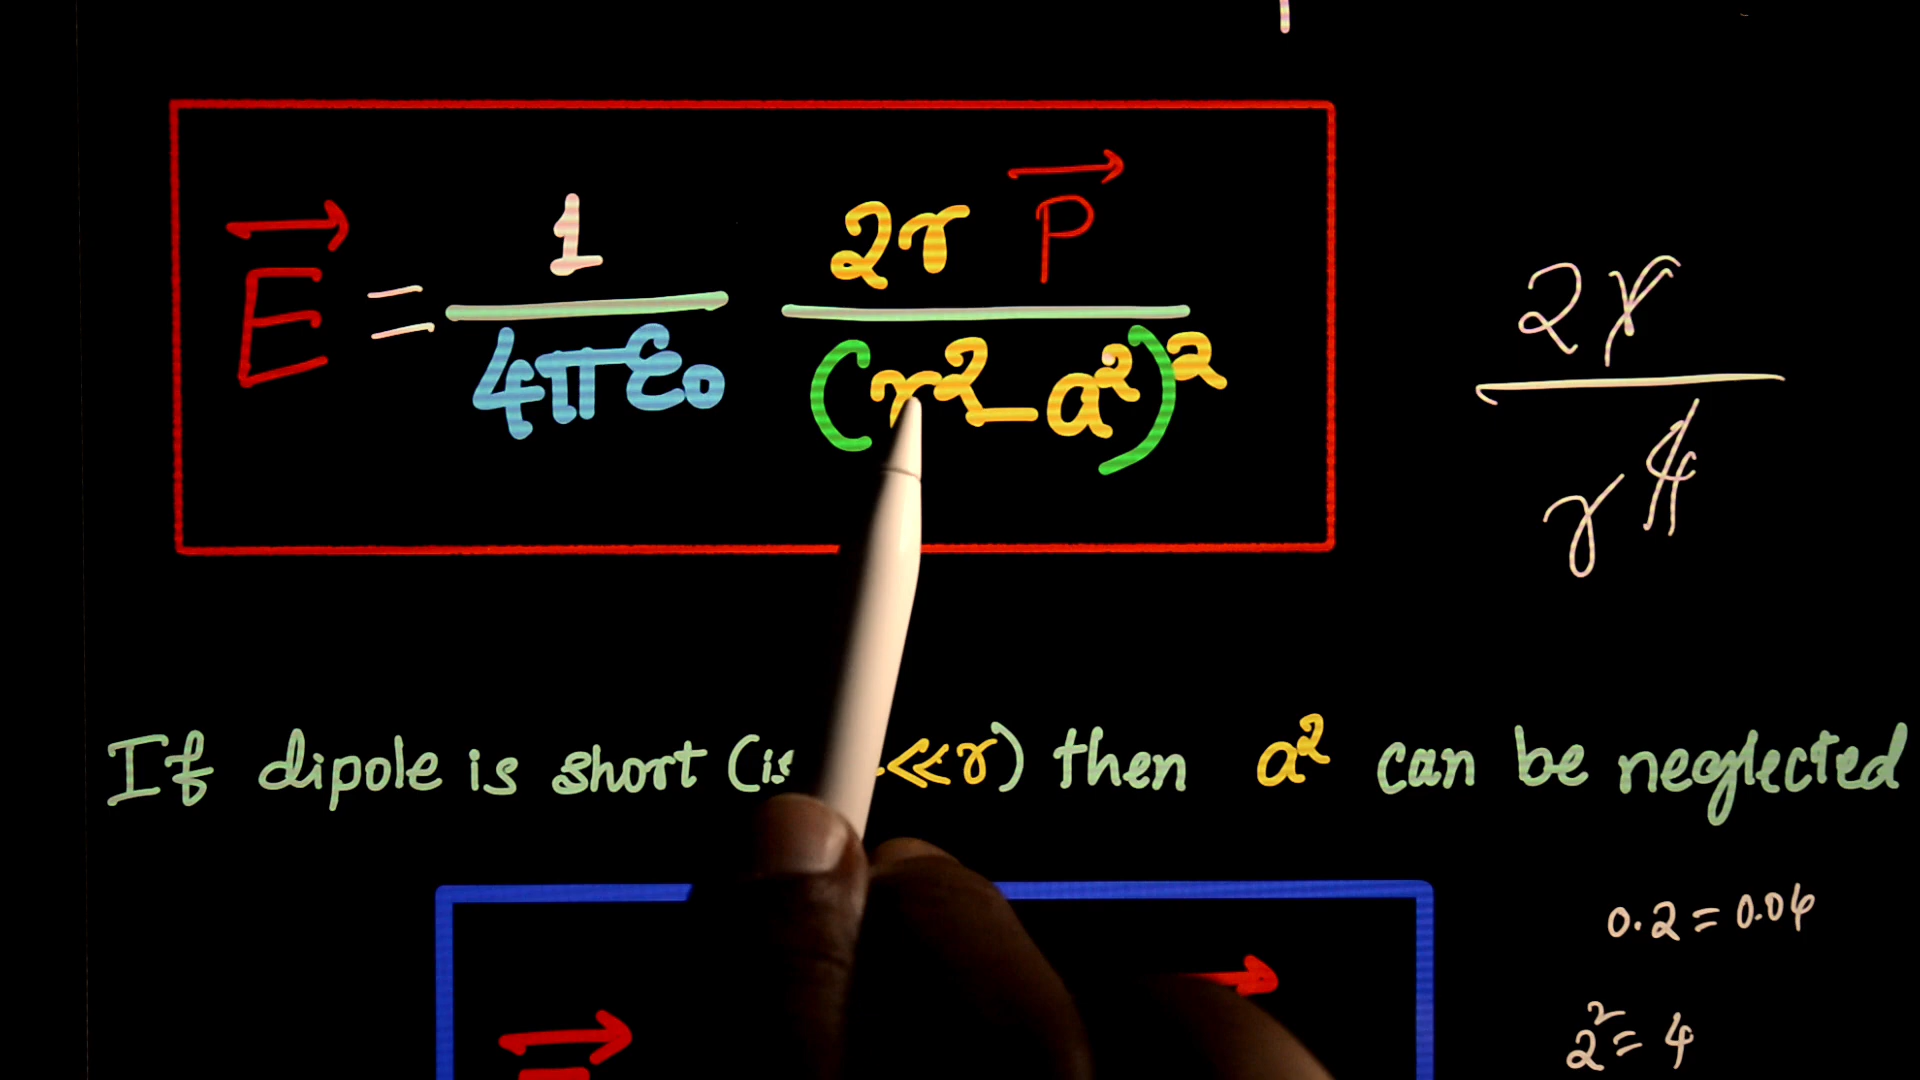 E⃗ = 1/4πε₀ 2r P⃗/(r² - a²)²
2r/r⁴
If dipole is short (is <<r) then a² can be neglected
0.2 = 0.04
2² = 4